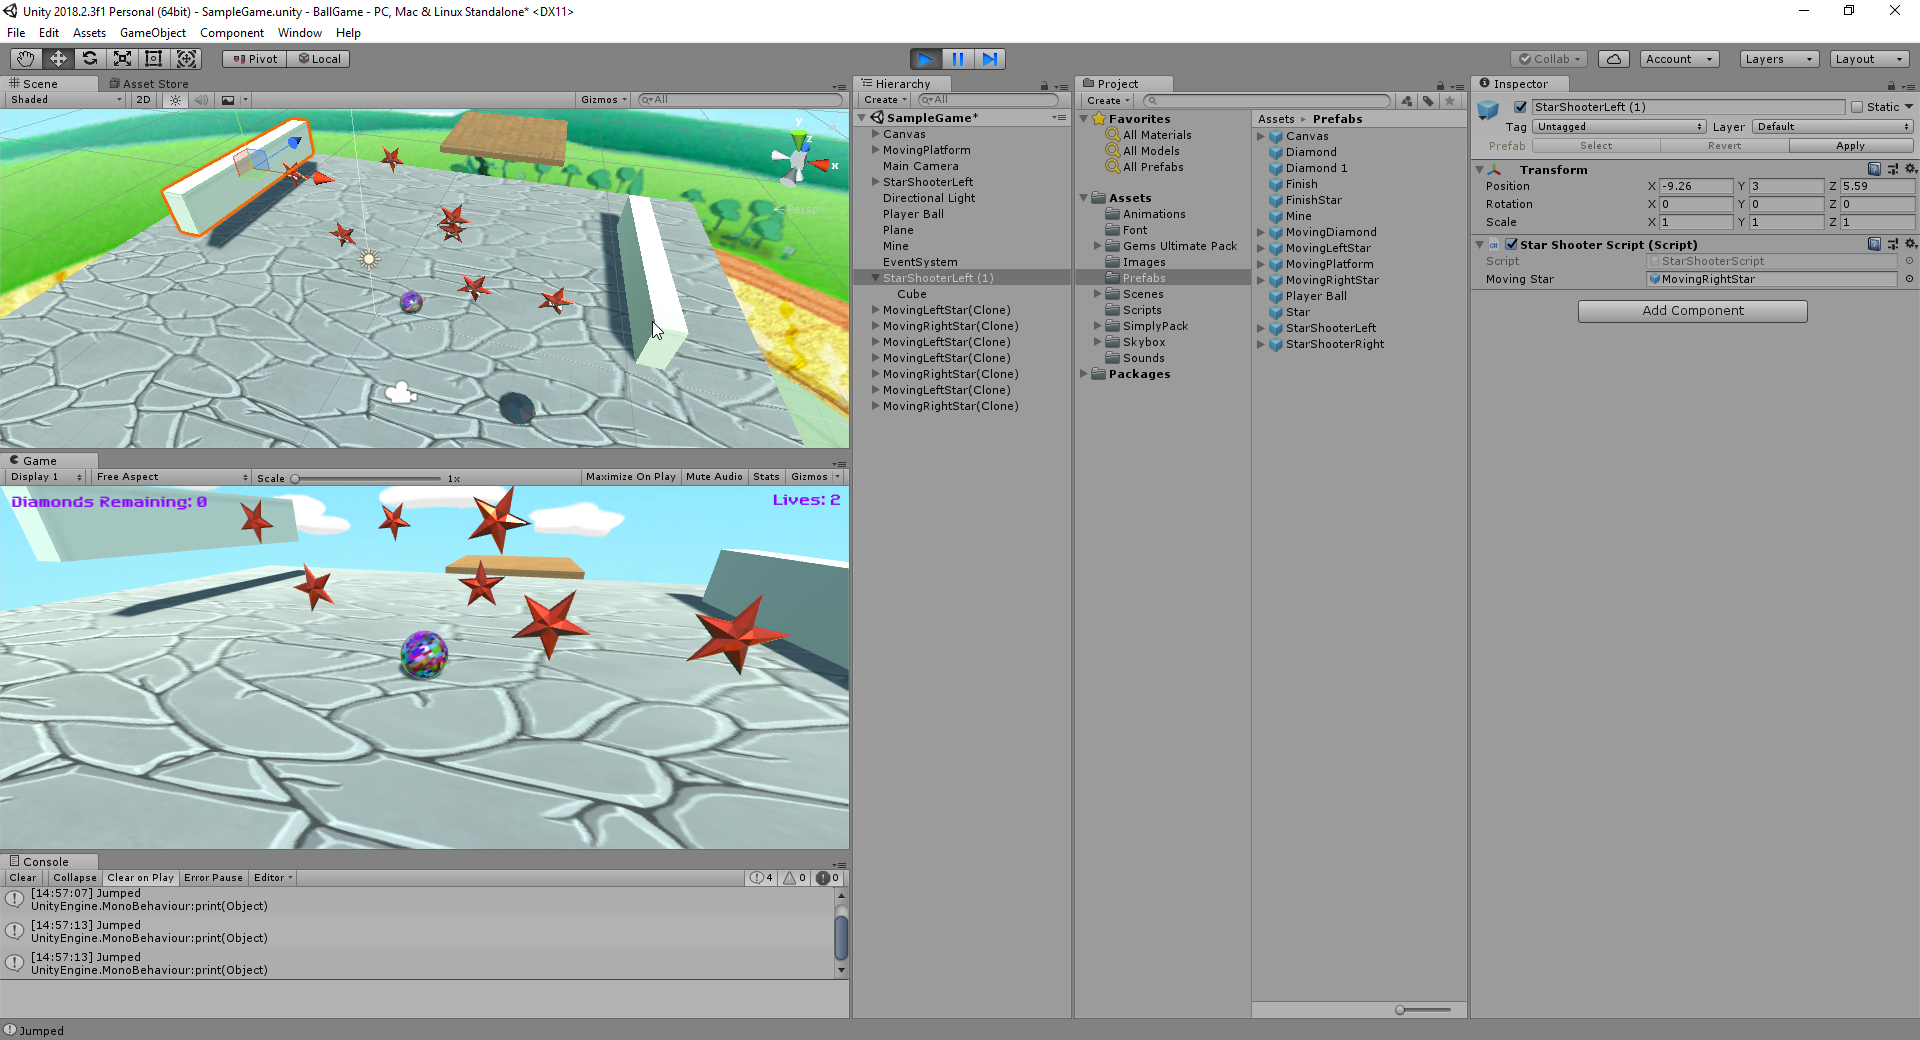 Unity 2018.2.3f1 Personal (64bit) - SampleGame.unity - BallGame - PC, Mac & Linux Standalone* <DX11>
File Edit Assets GameObject Component Window Help
Pivot Local
Collab Account Layers Layout
Scene Asset Store
Shaded 2D Gizmos All
y
z
x
Persp
Game
Display 1 Free Aspect Scale 1x Maximize On Play Mute Audio Stats Gizmos
Diamonds Remaining: 0 Lives: 2
Console
Clear Collapse Clear on Play Error Pause Editor 4 0 0
[14:57:07] Jumped
UnityEngine.MonoBehaviour:print(Object)
[14:57:13] Jumped
UnityEngine.MonoBehaviour:print(Object)
[14:57:13] Jumped
UnityEngine.MonoBehaviour:print(Object)
Jumped
Hierarchy
Create All
SampleGame*
Canvas
MovingPlatform
Main Camera
StarShooterLeft
Directional Light
Player Ball
Plane
Mine
EventSystem
StarShooterLeft (1)
Cube
MovingLeftStar(Clone)
MovingRightStar(Clone)
MovingLeftStar(Clone)
MovingLeftStar(Clone)
MovingRightStar(Clone)
MovingLeftStar(Clone)
MovingRightStar(Clone)
Project
Create
Favorites
All Materials
All Models
All Prefabs
Assets
Animations
Font
Gems Ultimate Pack
Images
Prefabs
Scenes
Scripts
SimplyPack
Skybox
Sounds
Packages
Assets Prefabs
Canvas
Diamond
Diamond 1
Finish
FinishStar
Mine
MovingDiamond
MovingLeftStar
MovingPlatform
MovingRightStar
Player Ball
Star
StarShooterLeft
StarShooterRight
Inspector
StarShooterLeft (1) Static
Tag Untagged Layer Default
Prefab Select Revert Apply
Transform
Position X -9.26 Y 3 Z 5.59
Rotation X 0 Y 0 Z 0
Scale X 1 Y 1 Z 1
Star Shooter Script (Script)
Script StarShooterScript
Moving Star MovingRightStar
Add Component